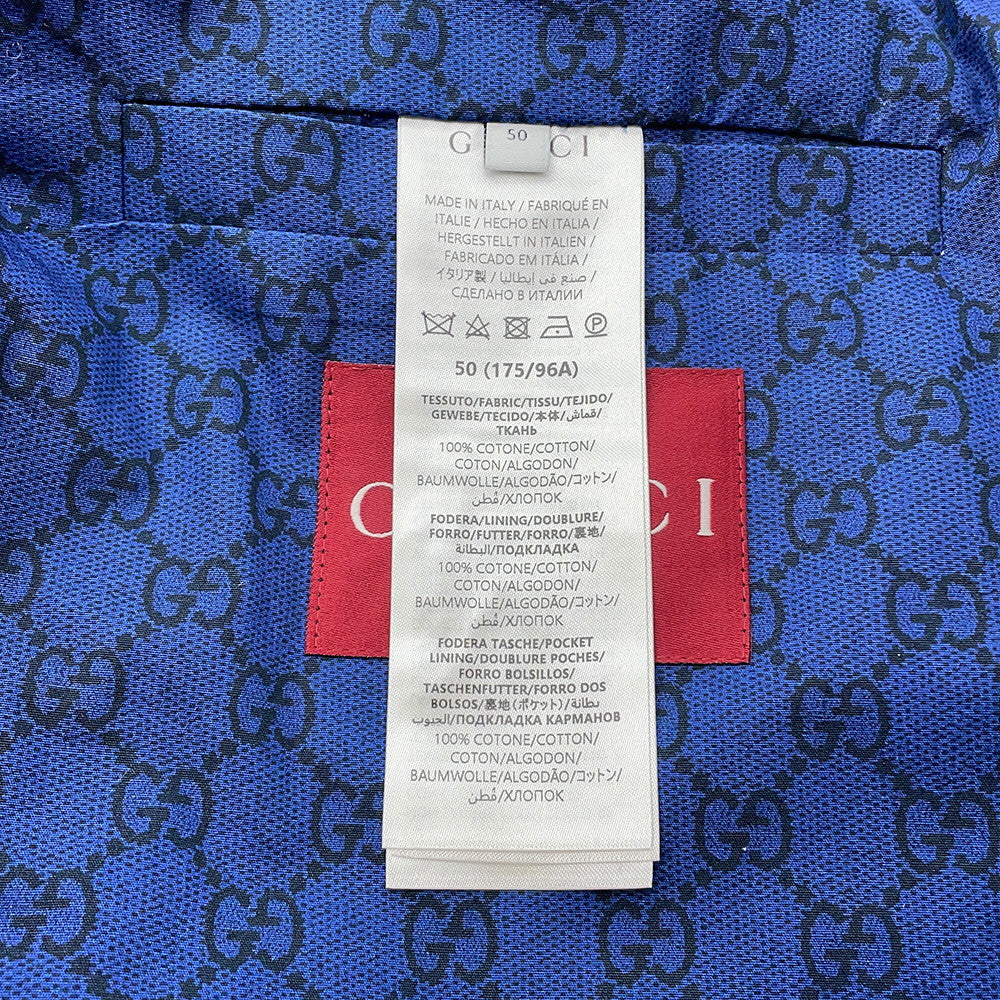 50
G CI
MADE IN ITALY / FABRIQUÉ EN
ITALIE / HECHO EN ITALIA /
HERGESTELLT IN ITALIEN /
FABRICADO EM ITÁLIA /
イタリア製 / صنع في إيطاليا /
СДЕЛАНО В ИТАЛИИ
50 (175/96A)
TESSUTO/FABRIC/TISSU/TEJIDO/
GEWEBE/TECIDO/本体/قماش/
ТКАНЬ
100% COTONE/COTTON/
COTON/ALGODON/
BAUMWOLLE/ALGODÃO/コットン/
قُطن/ХЛОПОК
FODERA/LINING/DOUBLURE/
FORRO/FUTTER/FORRO/裏地/
البطانة/ПОДКЛАДКА
100% COTONE/COTTON/
COTON/ALGODON/
BAUMWOLLE/ALGODÃO/コットン/
قُطن/ХЛОПОК
FODERA TASCHE/POCKET
LINING/DOUBLURE POCHES/
FORRO BOLSILLOS/
TASCHENFUTTER/FORRO DOS
BOLSOS/裏地(ポケット)/بطانة
الجيوب/ПОДКЛАДКА КАРМАНОВ
100% COTONE/COTTON/
COTON/ALGODON/
BAUMWOLLE/ALGODÃO/コットン/
قُطن/ХЛОПОК
G CI